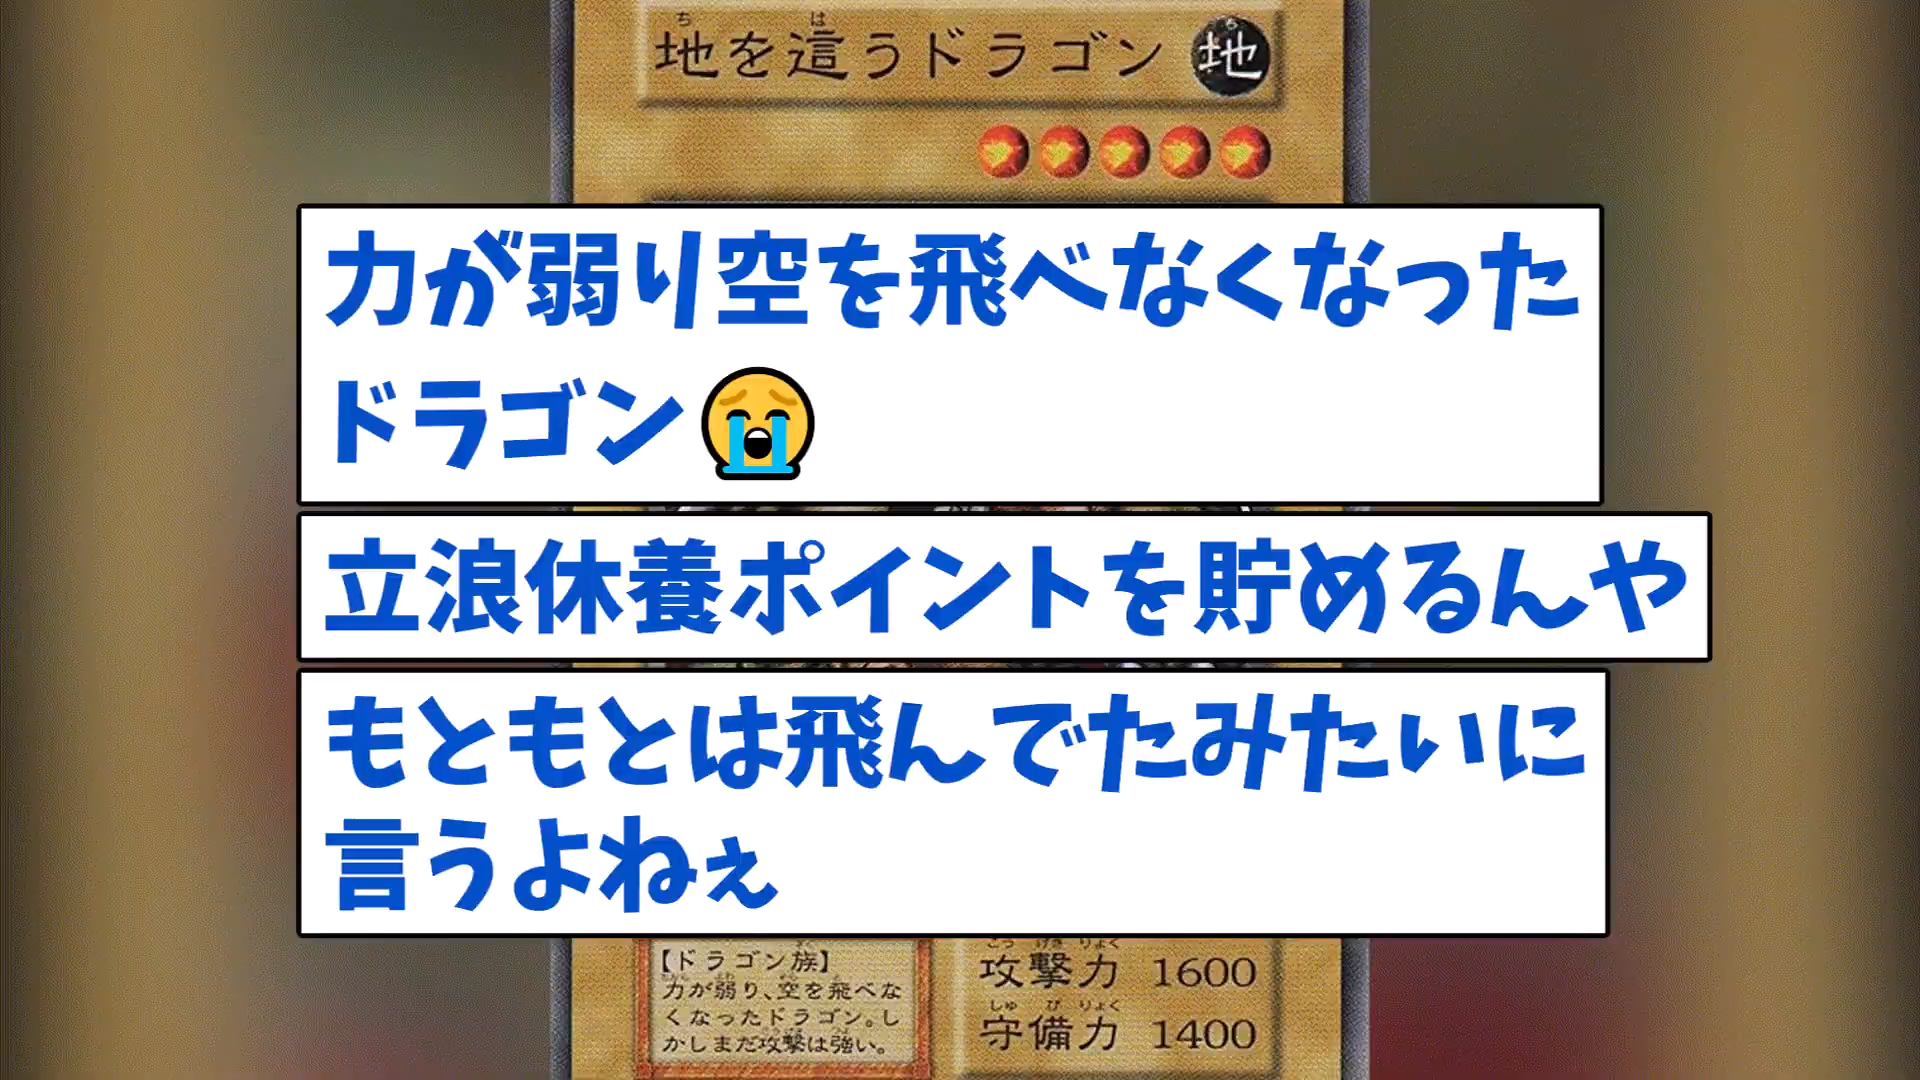 地を這うドラゴン 地
力が弱り空を飛べなくなった
ドラゴン😭
立浪休養ポイントを貯めるんや
もともとは飛んでたみたいに
言うよねぇ
【ドラゴン族】
力が弱り、空を飛べな
くなったドラゴン。し
かしまだ攻撃は強い。
攻撃力 1600
守備力 1400